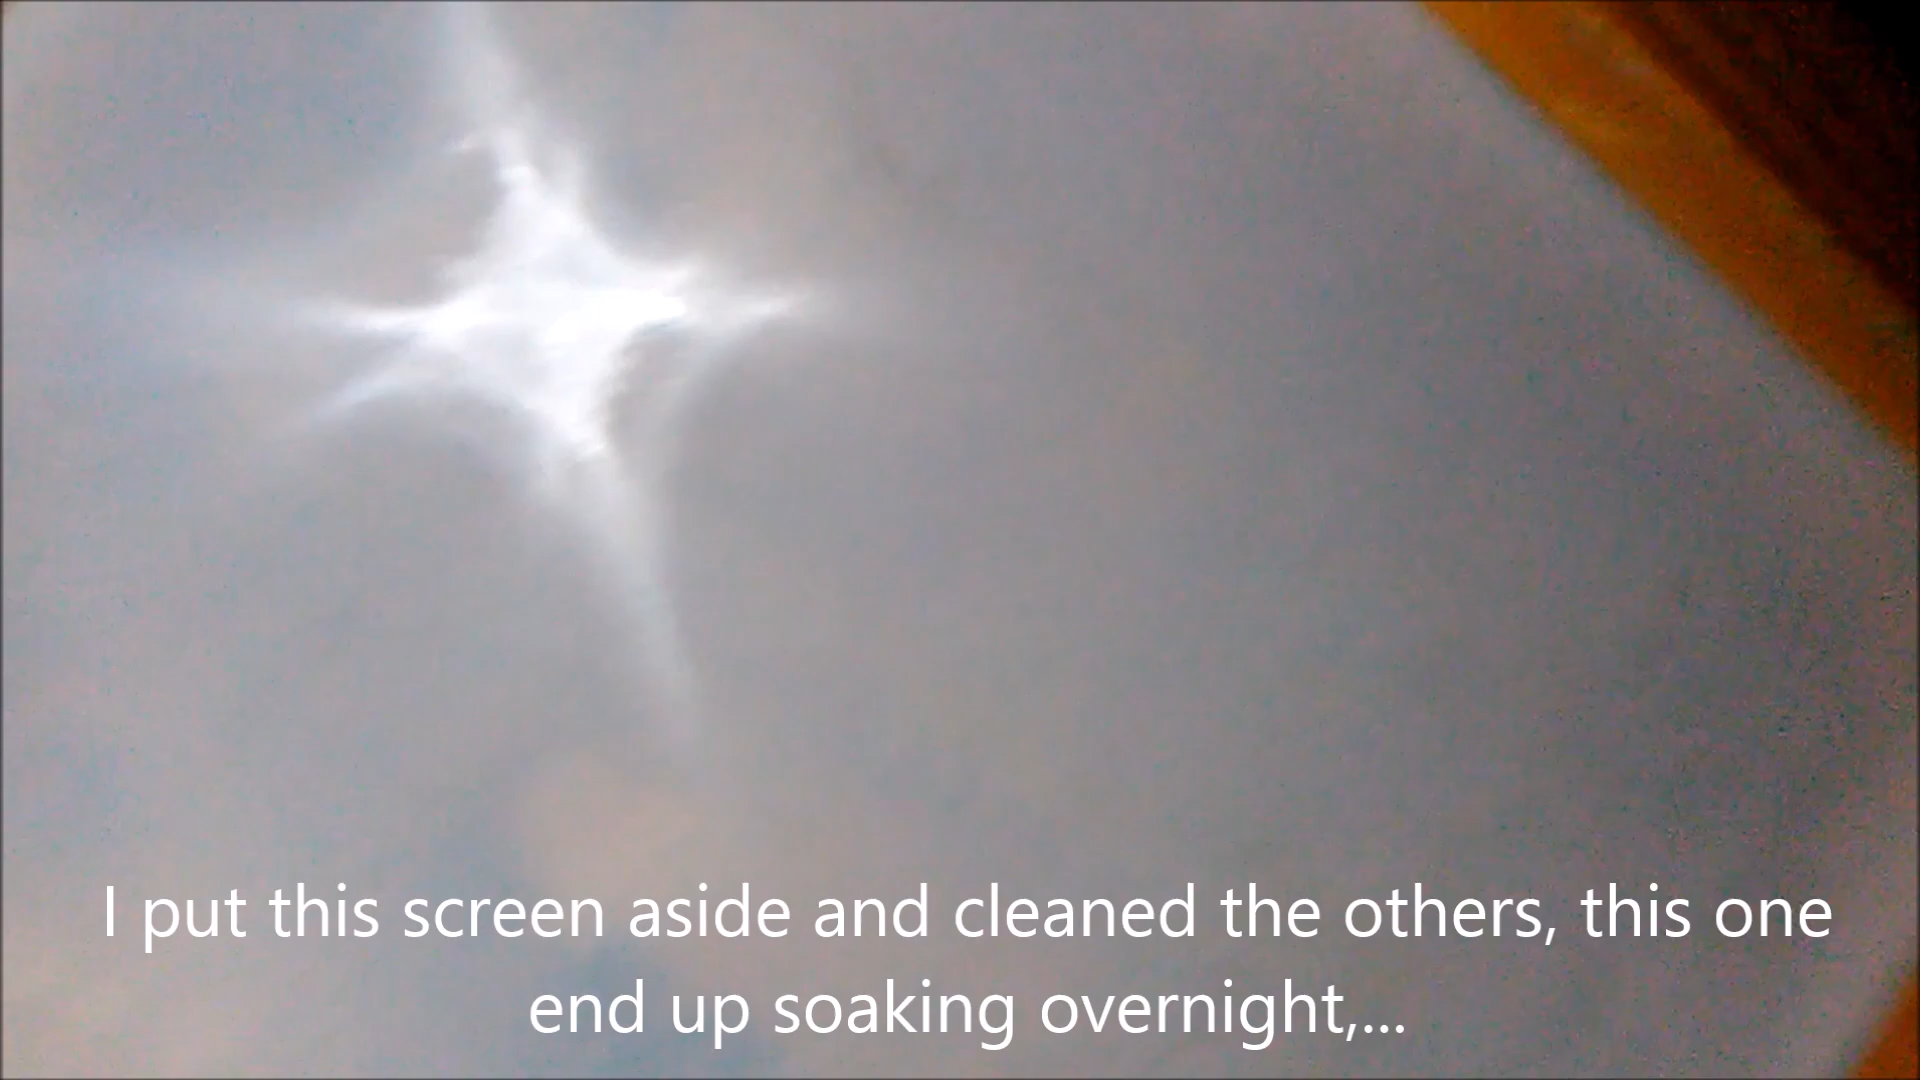 I put this screen aside and cleaned the others, this one
end up soaking overnight,...